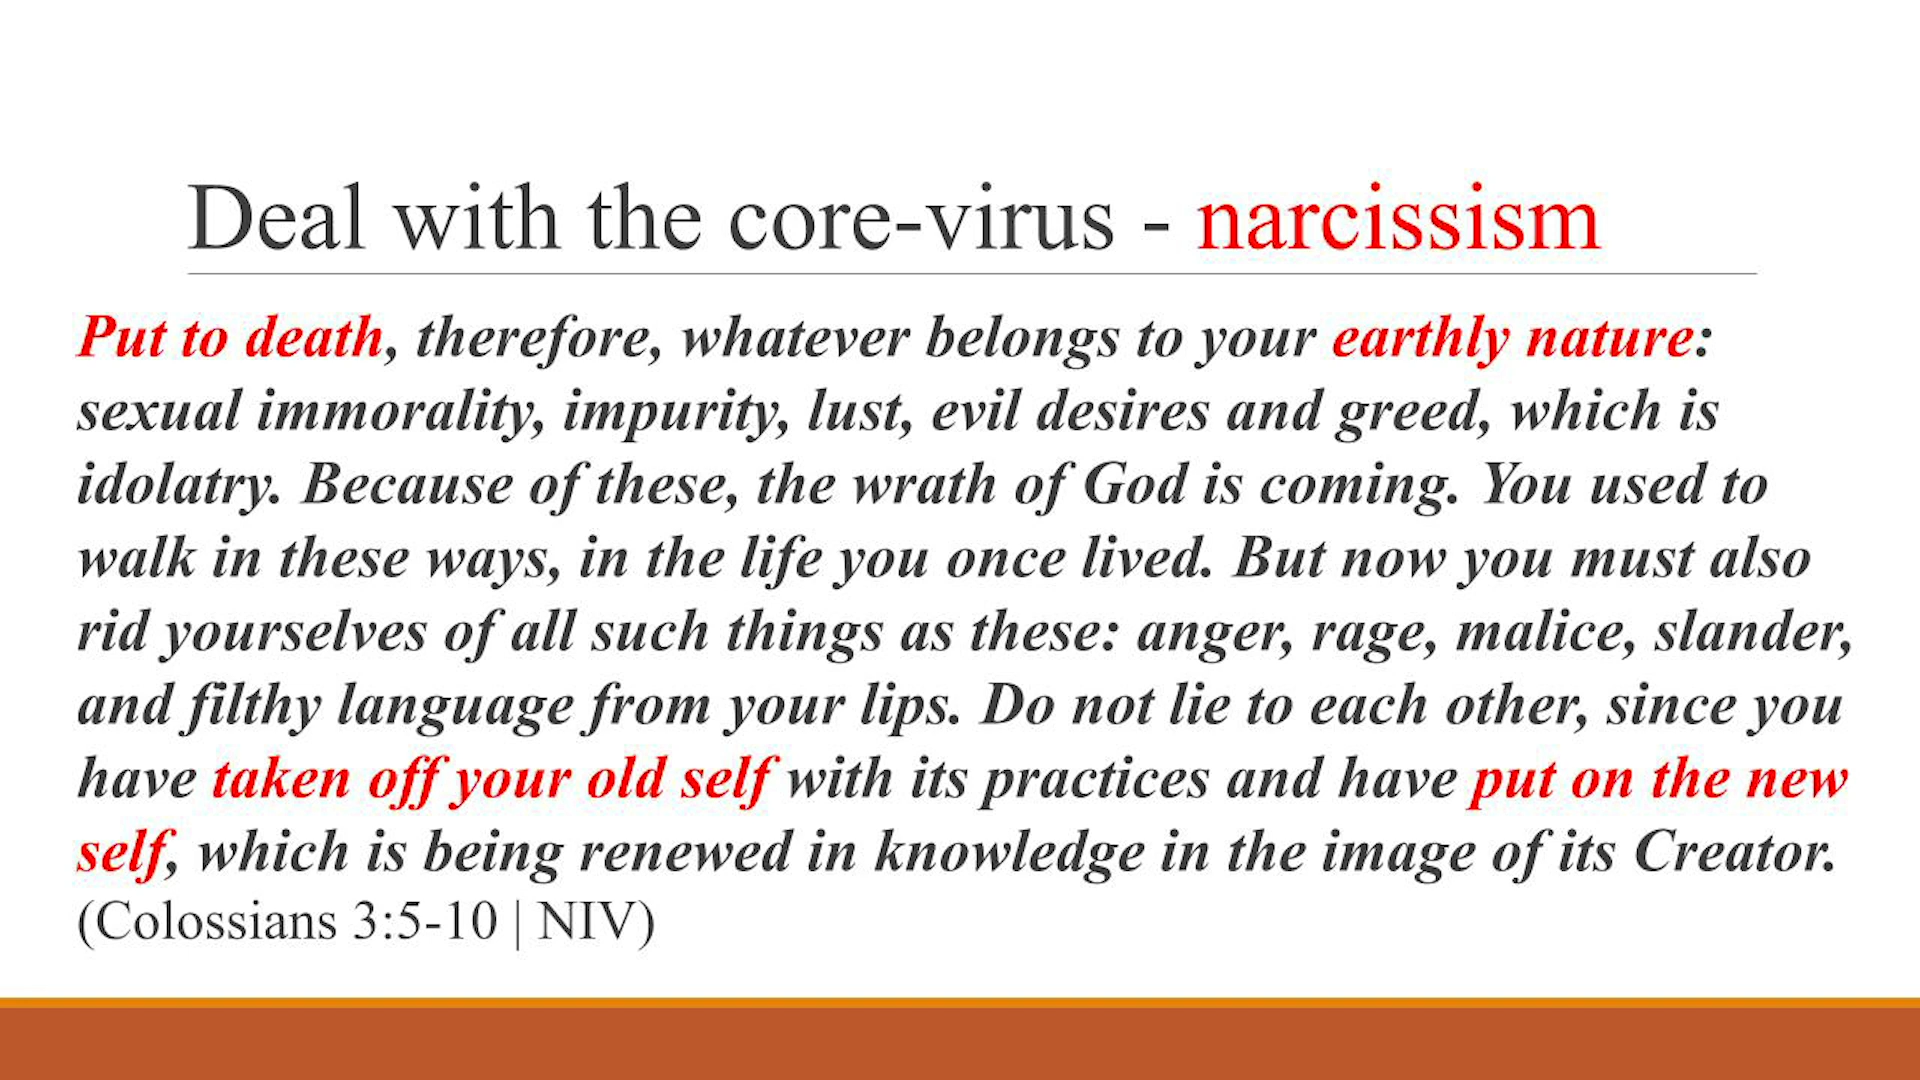 Deal with the core-virus - narcissism
Put to death, therefore, whatever belongs to your earthly nature:
sexual immorality, impurity, lust, evil desires and greed, which is
idolatry. Because of these, the wrath of God is coming. You used to
walk in these ways, in the life you once lived. But now you must also
rid yourselves of all such things as these: anger, rage, malice, slander,
and filthy language from your lips. Do not lie to each other, since you
have taken off your old self with its practices and have put on the new
self, which is being renewed in knowledge in the image of its Creator.
(Colossians 3:5-10 | NIV)